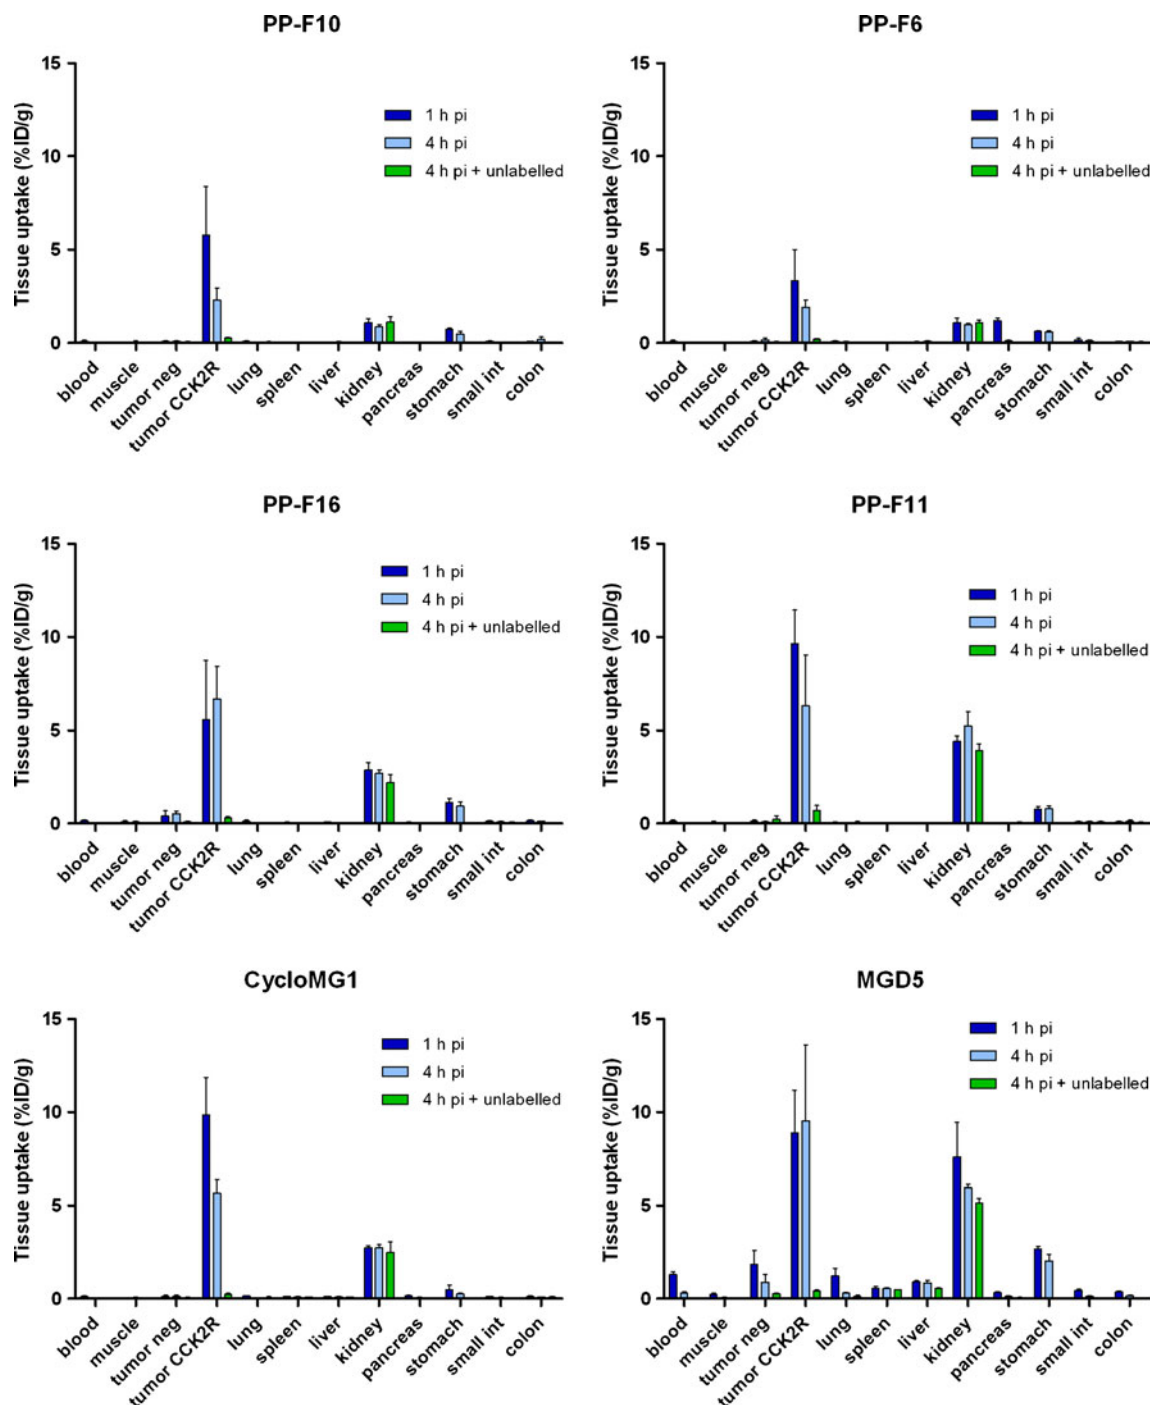 PP-F10
Tissue uptake (%ID/g)
15
10
5
0
1 h pi
4 h pi
4 h pi + unlabelled
blood
muscle
tumor neg
tumor CCK2R
lung
spleen
liver
kidney
pancreas
stomach
small int
colon
PP-F6
Tissue uptake (%ID/g)
15
10
5
0
1 h pi
4 h pi
4 h pi + unlabelled
blood
muscle
tumor neg
tumor CCK2R
lung
spleen
liver
kidney
pancreas
stomach
small int
colon
PP-F16
Tissue uptake (%ID/g)
15
10
5
0
1 h pi
4 h pi
4 h pi + unlabelled
blood
muscle
tumor neg
tumor CCK2R
lung
spleen
liver
kidney
pancreas
stomach
small int
colon
PP-F11
Tissue uptake (%ID/g)
15
10
5
0
1 h pi
4 h pi
4 h pi + unlabelled
blood
muscle
tumor neg
tumor CCK2R
lung
spleen
liver
kidney
pancreas
stomach
small int
colon
CycloMG1
Tissue uptake (%ID/g)
15
10
5
0
1 h pi
4 h pi
4 h pi + unlabelled
blood
muscle
tumor neg
tumor CCK2R
lung
spleen
liver
kidney
pancreas
stomach
small int
colon
MGD5
Tissue uptake (%ID/g)
15
10
5
0
1 h pi
4 h pi
4 h pi + unlabelled
blood
muscle
tumor neg
tumor CCK2R
lung
spleen
liver
kidney
pancreas
stomach
small int
colon